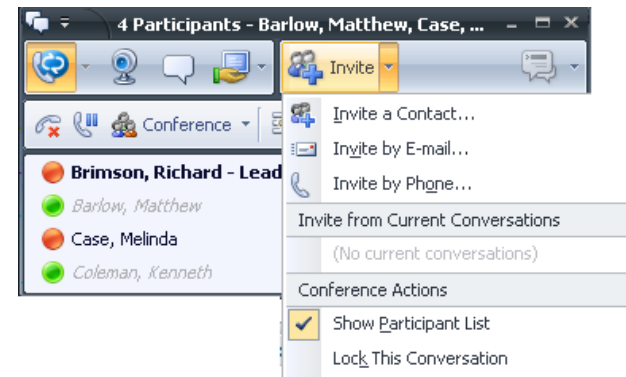 4 Participants - Barlow, Matthew, Case, ...
Invite
Conference
Brimson, Richard - Lead
Barlow, Matthew
Case, Melinda
Coleman, Kenneth
Invite a Contact...
Invite by E-mail...
Invite by Phone...
Invite from Current Conversations
(No current conversations)
Conference Actions
Show Participant List
Lock This Conversation